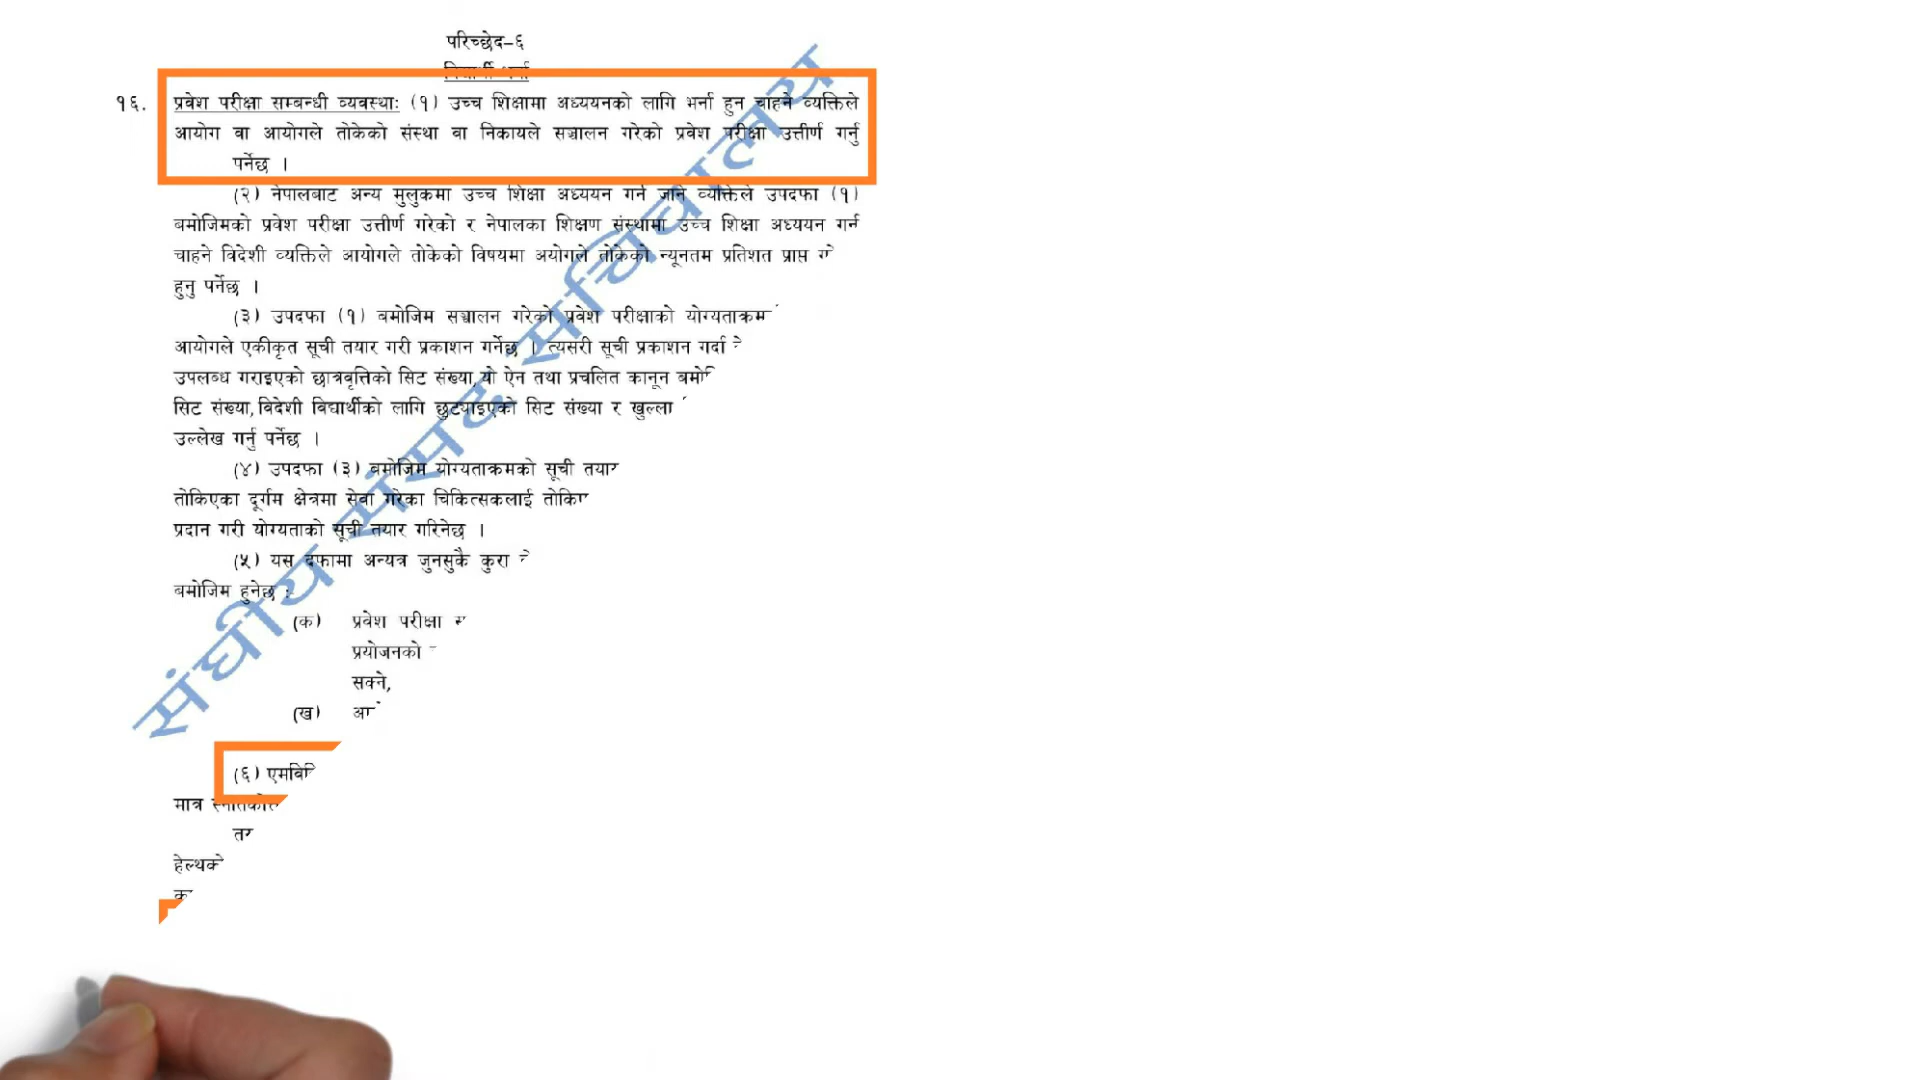 परिच्छेद–६
विद्यार्थी भर्ना
१६. प्रवेश परीक्षा सम्बन्धी व्यवस्था: (१) उच्च शिक्षामा अध्ययनको लागि भर्ना हुन चाहने व्यक्तिले
आयोग वा आयोगले तोकेको संस्था वा निकायले सञ्चालन गरेको प्रवेश परीक्षा उत्तीर्ण गर्नु
पर्नेछ ।
(२) नेपालबाट अन्य मुलुकमा उच्च शिक्षा अध्ययन गर्न जाने व्यक्तिले उपदफा (१)
बमोजिमको प्रवेश परीक्षा उत्तीर्ण गरेको र नेपालका शिक्षण संस्थामा उच्च शिक्षा अध्ययन गर्न
चाहने विदेशी व्यक्तिले आयोगले तोकेको विषयमा अयोगले तोकेको न्यूनतम प्रतिशत प्राप्त
हुनु पर्नेछ ।
(३) उपदफा (१) बमोजिम सञ्चालन गरेको प्रवेश परीक्षाको योग्यताक्रम
आयोगले एकीकृत सूची तयार गरी प्रकाशन गर्नेछ । त्यसरी सूची प्रकाशन गर्दा
उपलब्ध गराइएको छात्रवृत्तिको सिट संख्या, यो ऐन तथा प्रचलित कानून
सिट संख्या, विदेशी विद्यार्थीको लागि छुट्याइएको सिट संख्या र खुल्ला
उल्लेख गर्नु पर्नेछ ।
(४) उपदफा (३) बमोजिम योग्यताक्रमको सूची तयार
तोकिएका दूर्गम क्षेत्रमा सेवा गरेका चिकित्सकलाई
प्रदान गरी योग्यताको सूची तयार गरिनेछ ।
(५) यस दफामा अन्यत्र जुनसुकै कुरा
बमोजिम हुनेछ :
(क) प्रवेश परीक्षा
प्रयोजनको
सक्ने,
(ख)
(६)
मात्र
संघीय संसद सचिवालय